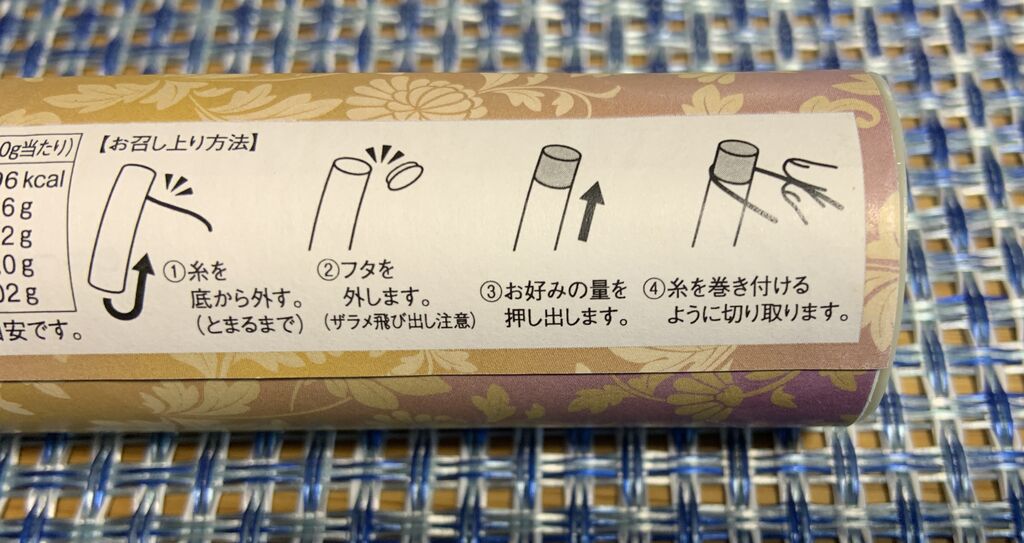 0g当たり)
96 kcal
6 g
2 g
.0 g
02 g
安です。
【お召し上り方法】
①糸を
底から外す。
(とまるまで)
②フタを
外します。
(ザラメ飛び出し注意)
③お好みの量を
押し出します。
④糸を巻き付ける
ように切り取ります。